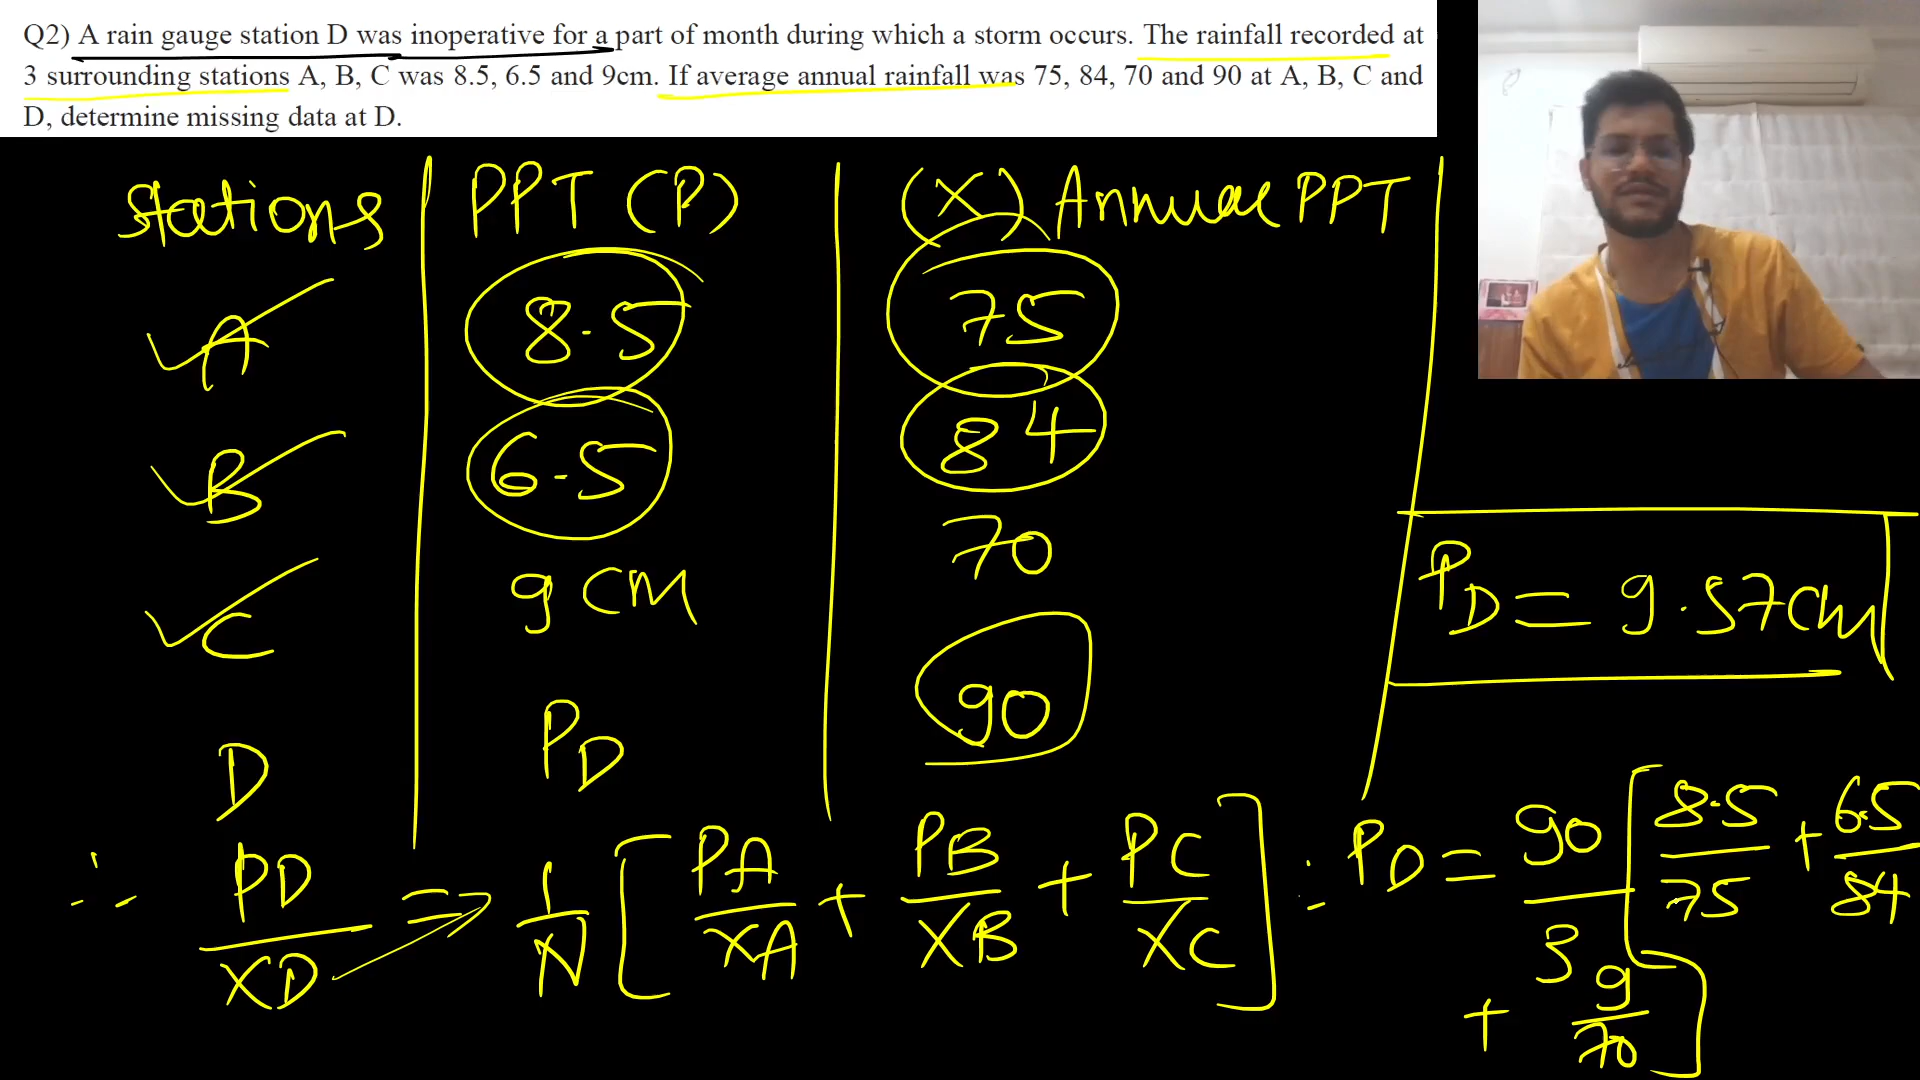 Q2) A rain gauge station D was inoperative for a part of month during which a storm occurs. The rainfall recorded at
3 surrounding stations A, B, C was 8.5, 6.5 and 9cm. If average annual rainfall was 75, 84, 70 and 90 at A, B, C and
D, determine missing data at D.
Stations PPT (P) (X) Annual PPT
A 8.5 75
B 6.5 84
C 9 cm 70
D PD 90
PD = 9.57cm
∴ PD/XD => 1/N [PA/XA + PB/XB + PC/XC] ∴ PD = 90/3 [8.5/75 + 6.5/84
+ 9/70]